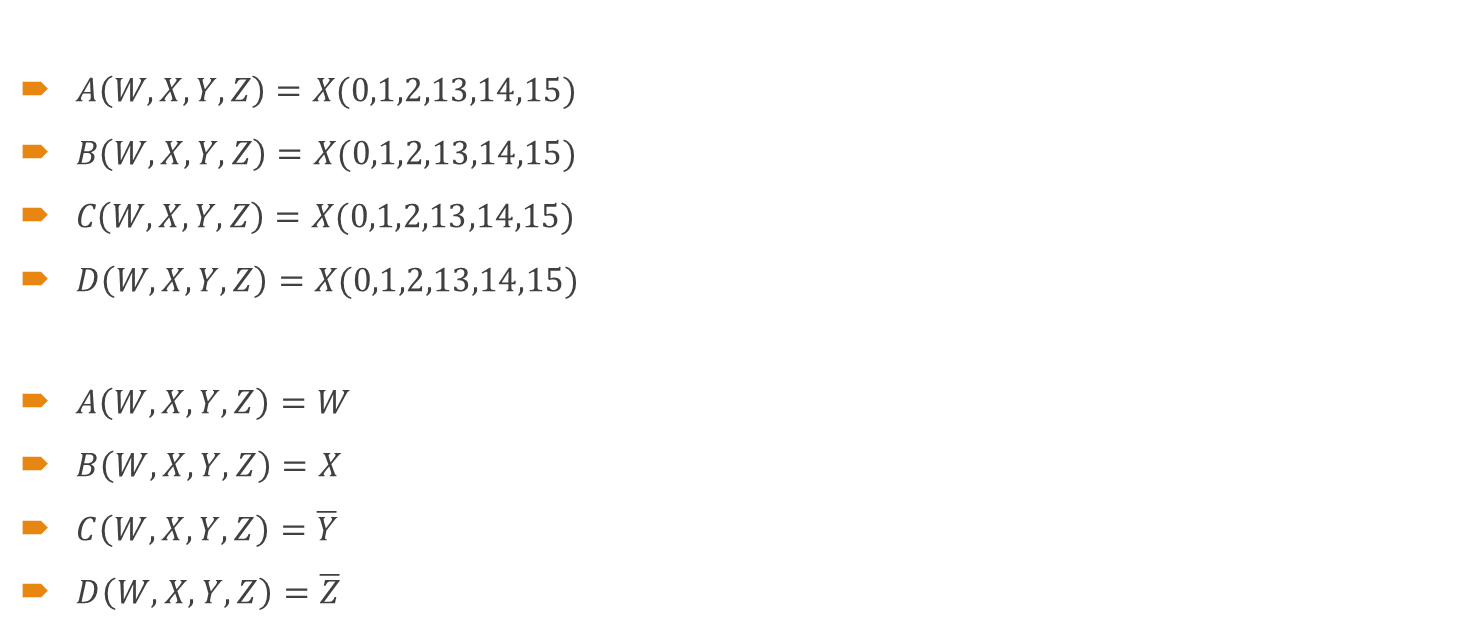 A(W,X,Y,Z) = X(0,1,2,13,14,15)
B(W,X,Y,Z) = X(0,1,2,13,14,15)
C(W,X,Y,Z) = X(0,1,2,13,14,15)
D(W,X,Y,Z) = X(0,1,2,13,14,15)
A(W,X,Y,Z) = W
B(W,X,Y,Z) = X
C(W,X,Y,Z) = Y̅
D(W,X,Y,Z) = Z̅